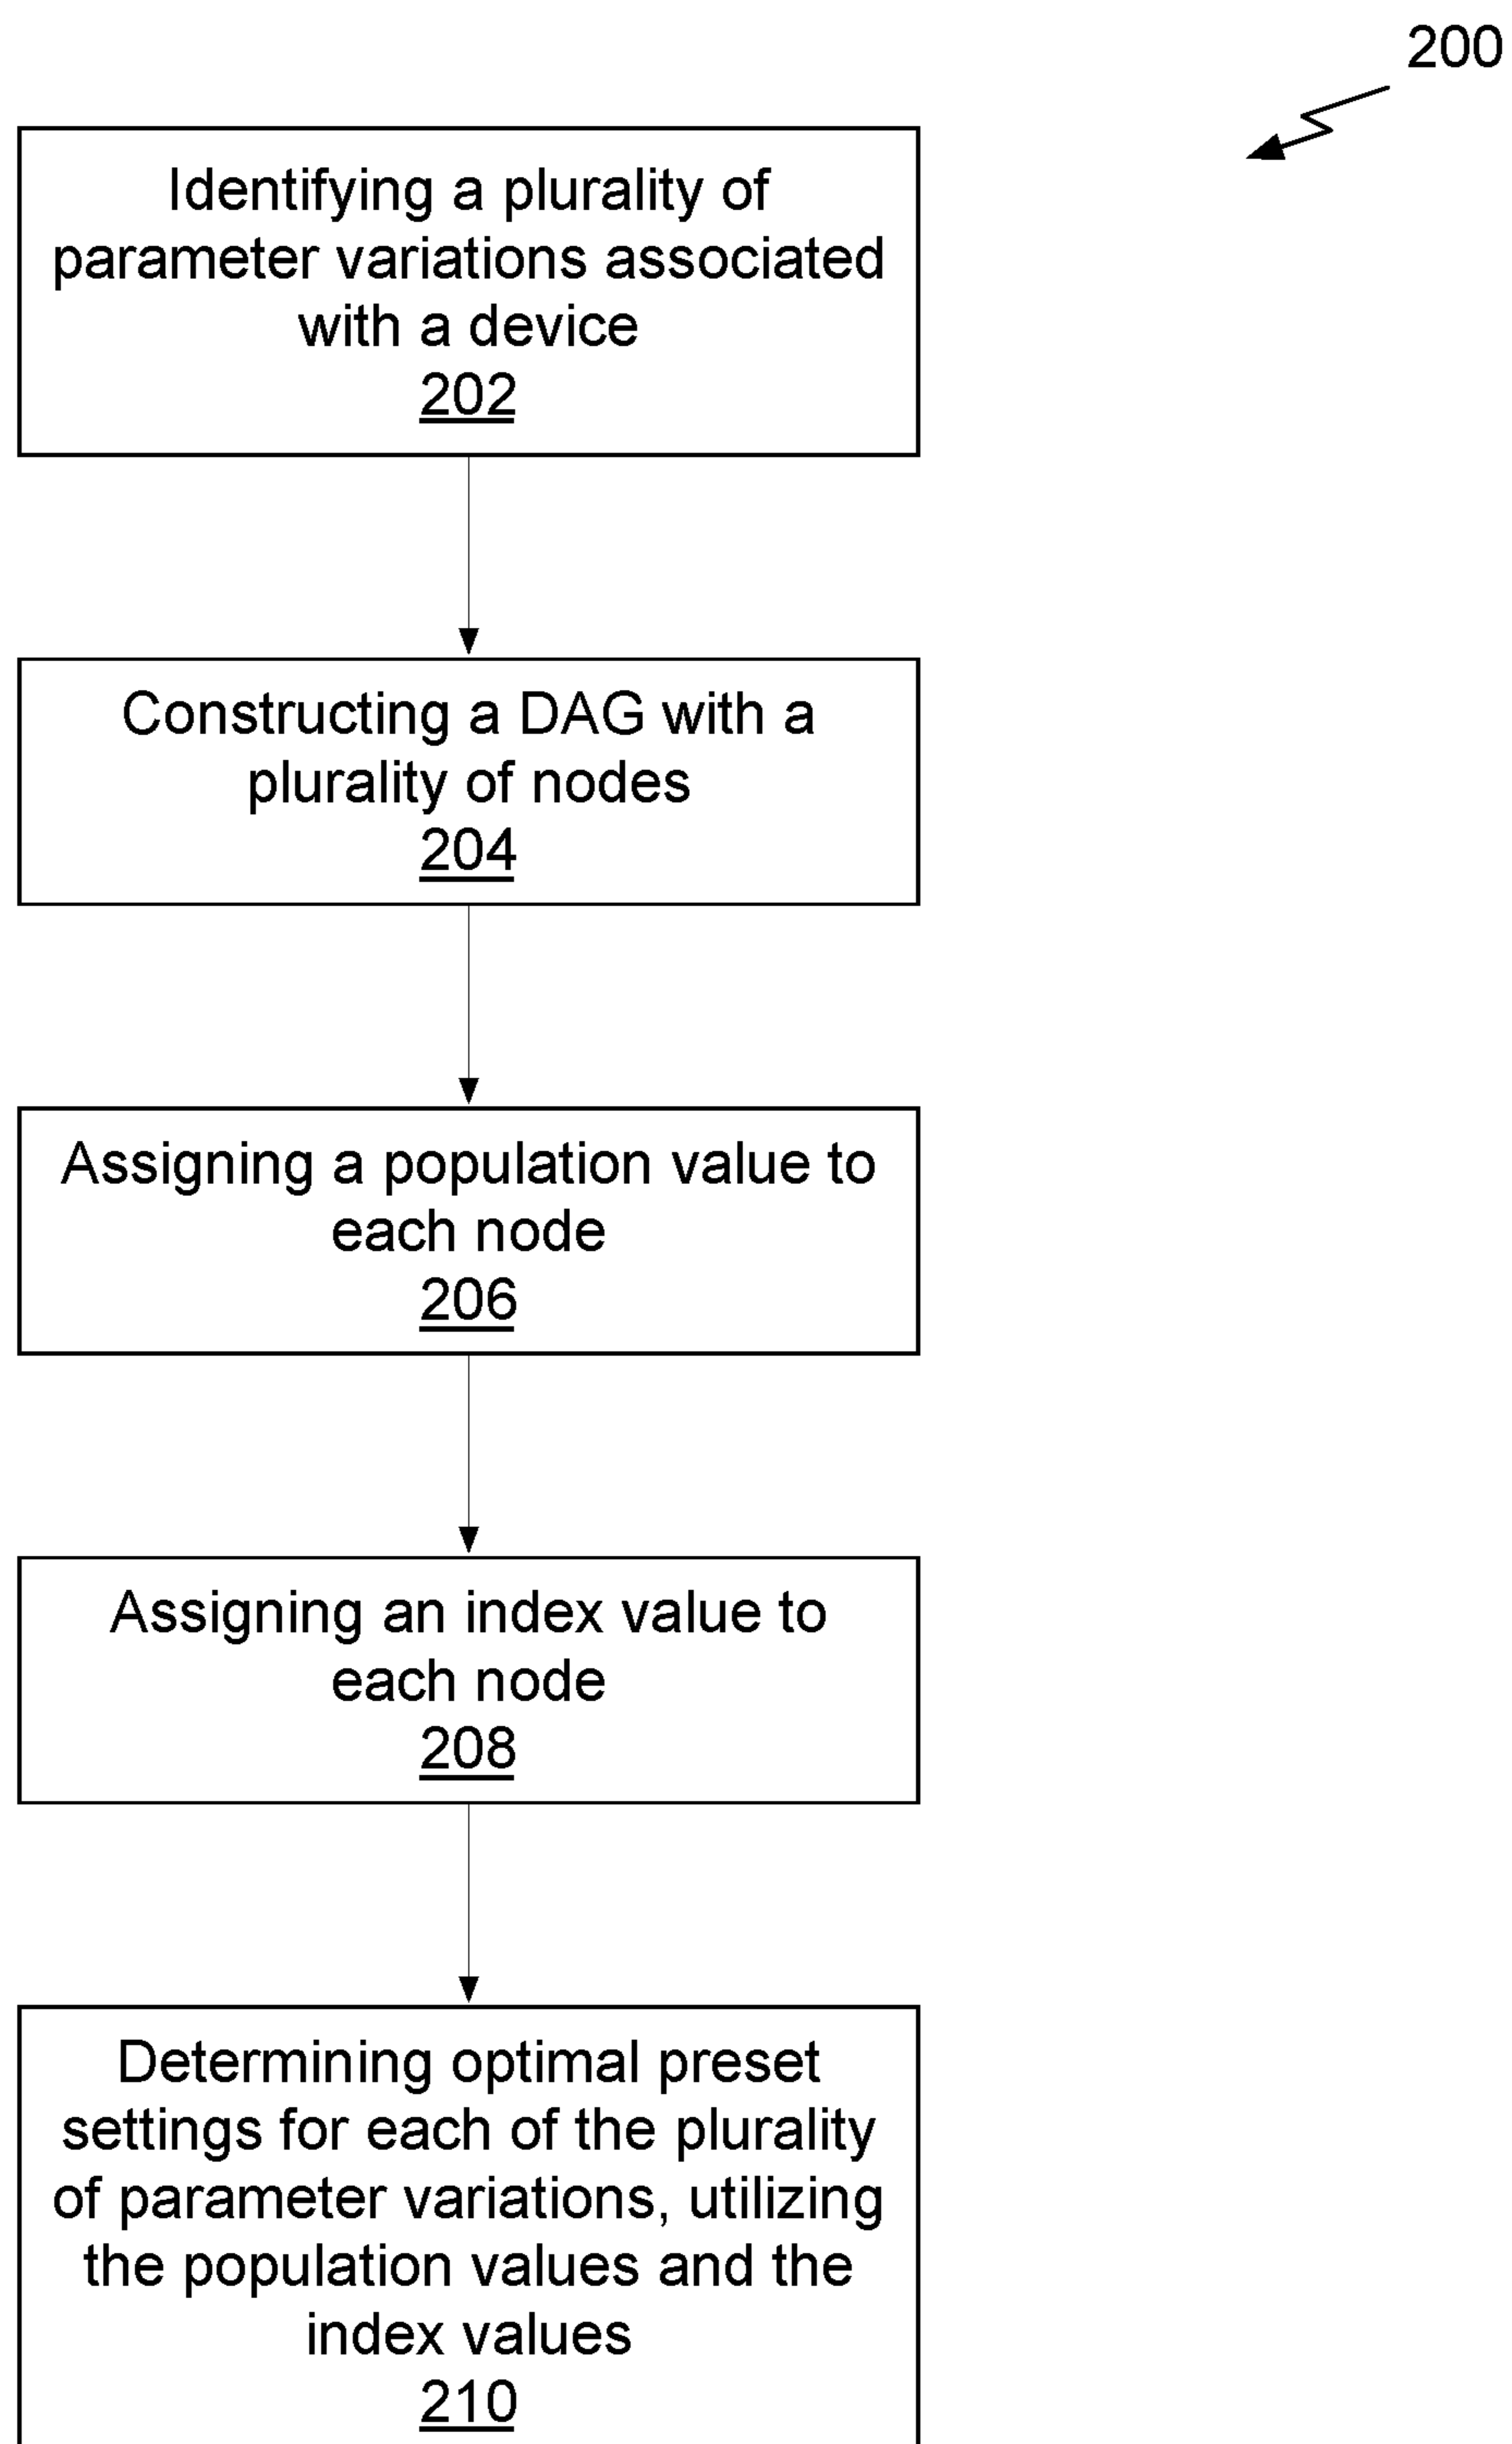 200
Identifying a plurality of
parameter variations associated
with a device
202
Constructing a DAG with a
plurality of nodes
204
Assigning a population value to
each node
206
Assigning an index value to
each node
208
Determining optimal preset
settings for each of the plurality
of parameter variations, utilizing
the population values and the
index values
210